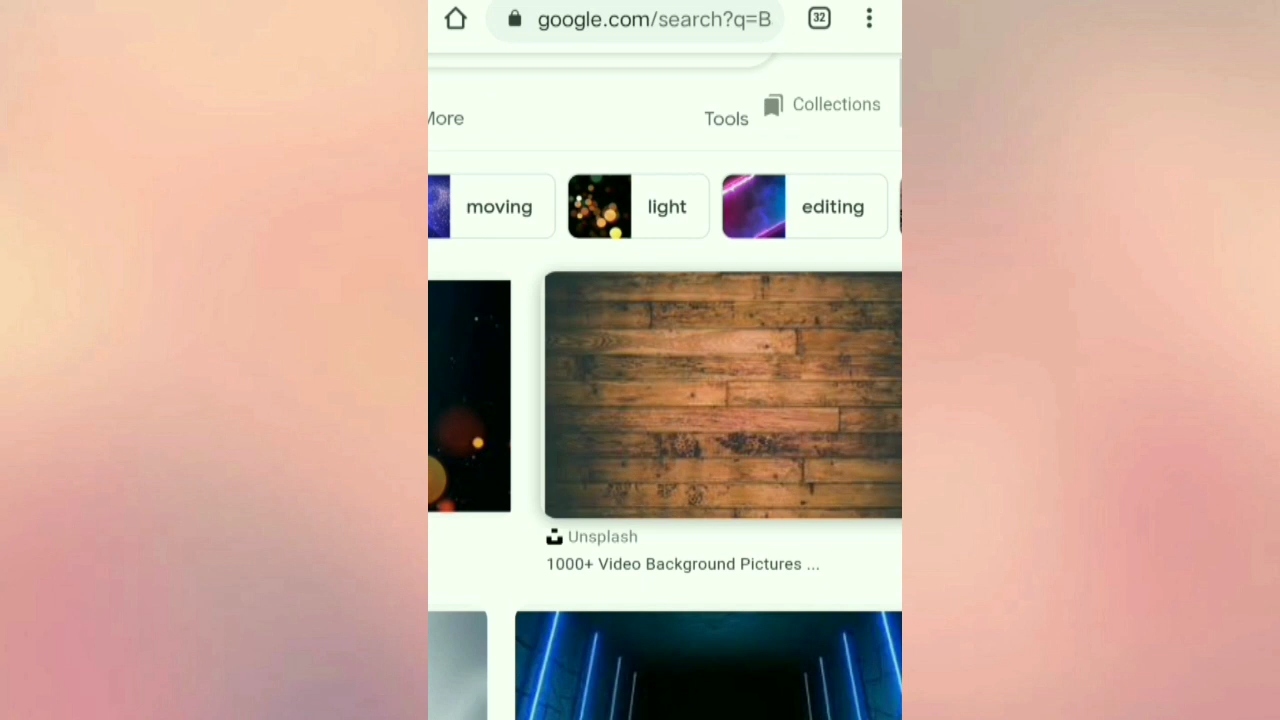 google.com/search?q=B
32
More
Tools
Collections
moving
light
editing
Unsplash
1000+ Video Background Pictures ...